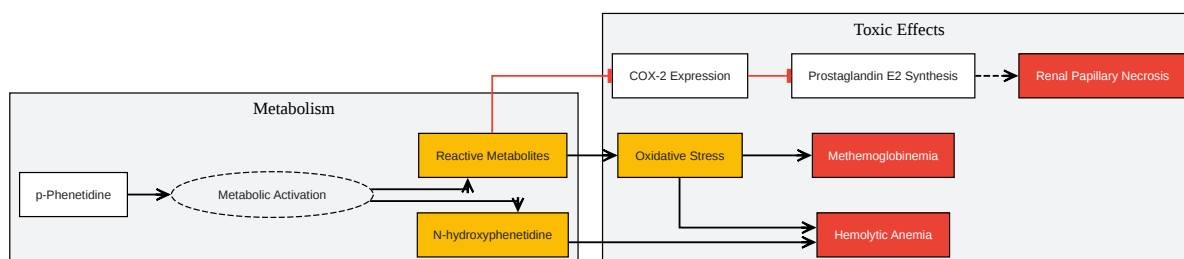 Toxic Effects
COX-2 Expression
Prostaglandin E2 Synthesis
Renal Papillary Necrosis
Metabolism
Reactive Metabolites
Oxidative Stress
Methemoglobinemia
p-Phenetidine
Metabolic Activation
N-hydroxyphenetidine
Hemolytic Anemia